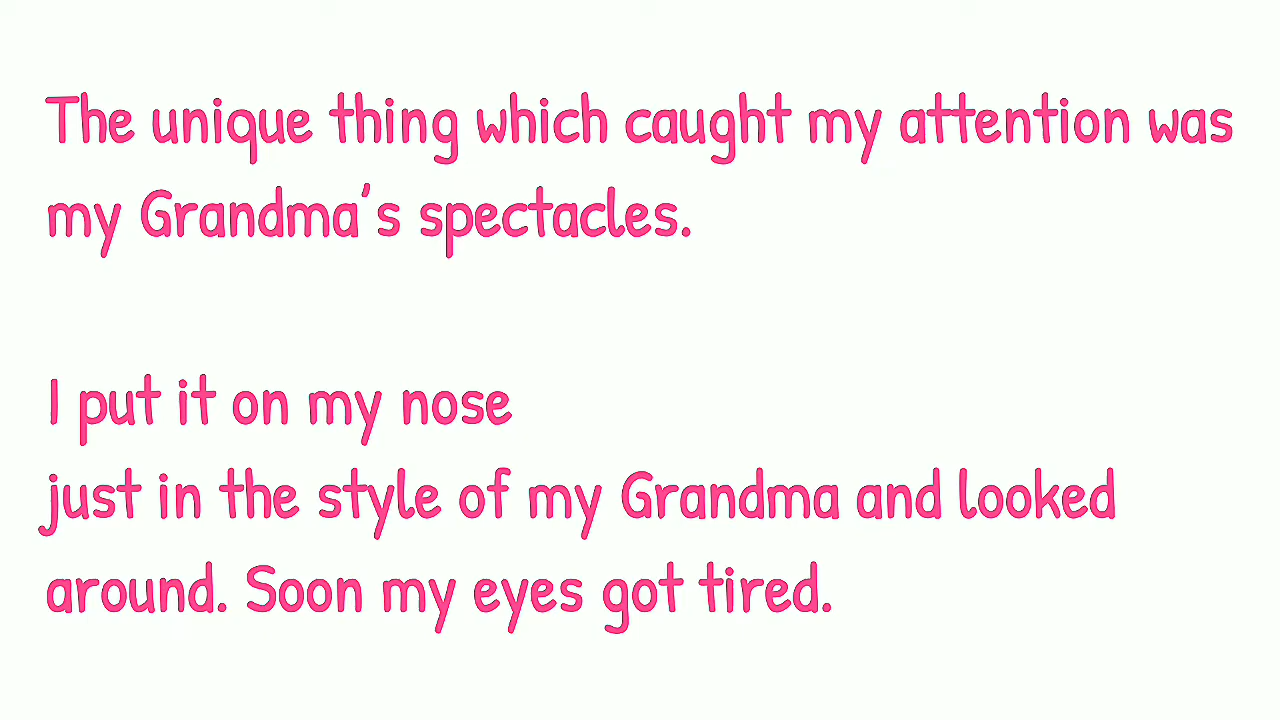 The unique thing which caught my attention was
my Grandma's spectacles.
I put it on my nose
just in the style of my Grandma and looked
around. Soon my eyes got tired.